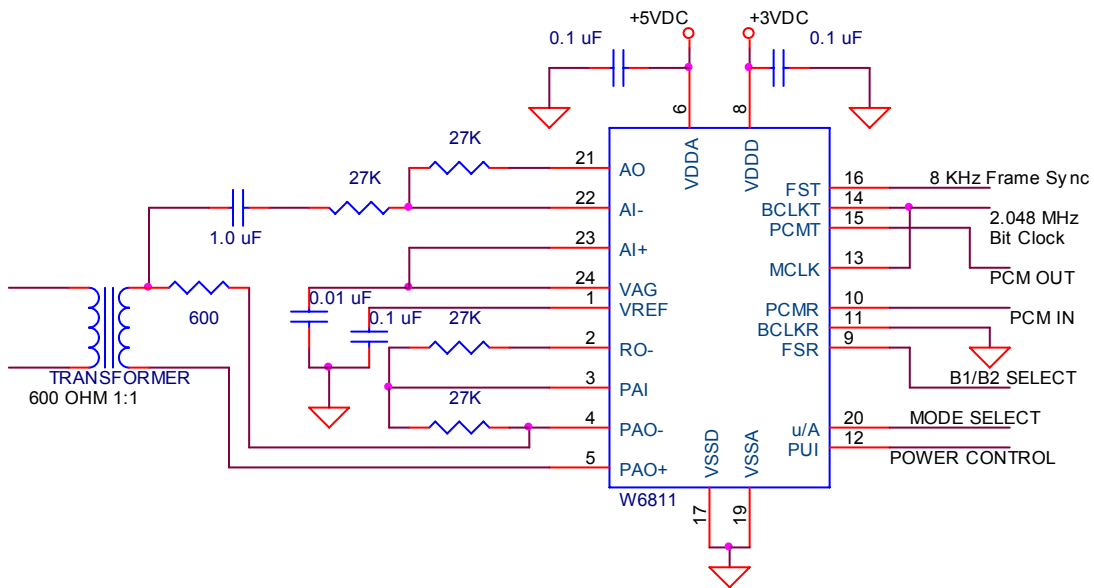 +5VDC
+3VDC
0.1 uF
0.1 uF
6
8
VDDA
VDDD
27K
21
AO
27K
22
AI-
1.0 uF
23
AI+
24
VAG
0.01 uF
1
VREF
0.1 uF
600
27K
2
RO-
3
PAI
27K
4
PAO-
5
PAO+
TRANSFORMER
600 OHM 1:1
FST
16
8 KHz Frame Sync
BCLKT
14
2.048 MHz
Bit Clock
PCMT
15
MCLK
13
PCM OUT
PCMR
10
PCM IN
BCLKR
11
FSR
9
B1/B2 SELECT
u/A
20
MODE SELECT
PUI
12
POWER CONTROL
VSSD
VSSA
W6811
17
19